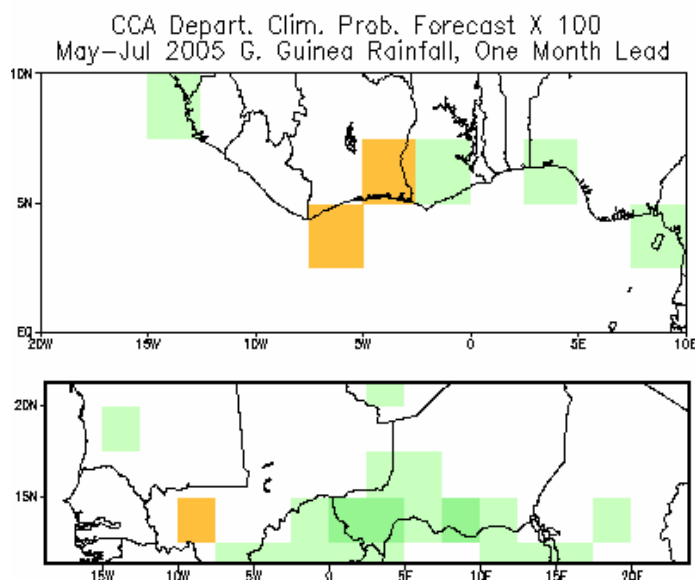 CCA Depart. Clim. Prob. Forecast X 100
May-Jul 2005 G. Guinea Rainfall, One Month Lead
10N
5N
EQ
20W 15W 10W 5W 0 5E 10E
20N
15N
15W 10W 5W 0 5E 10E 15E 20E